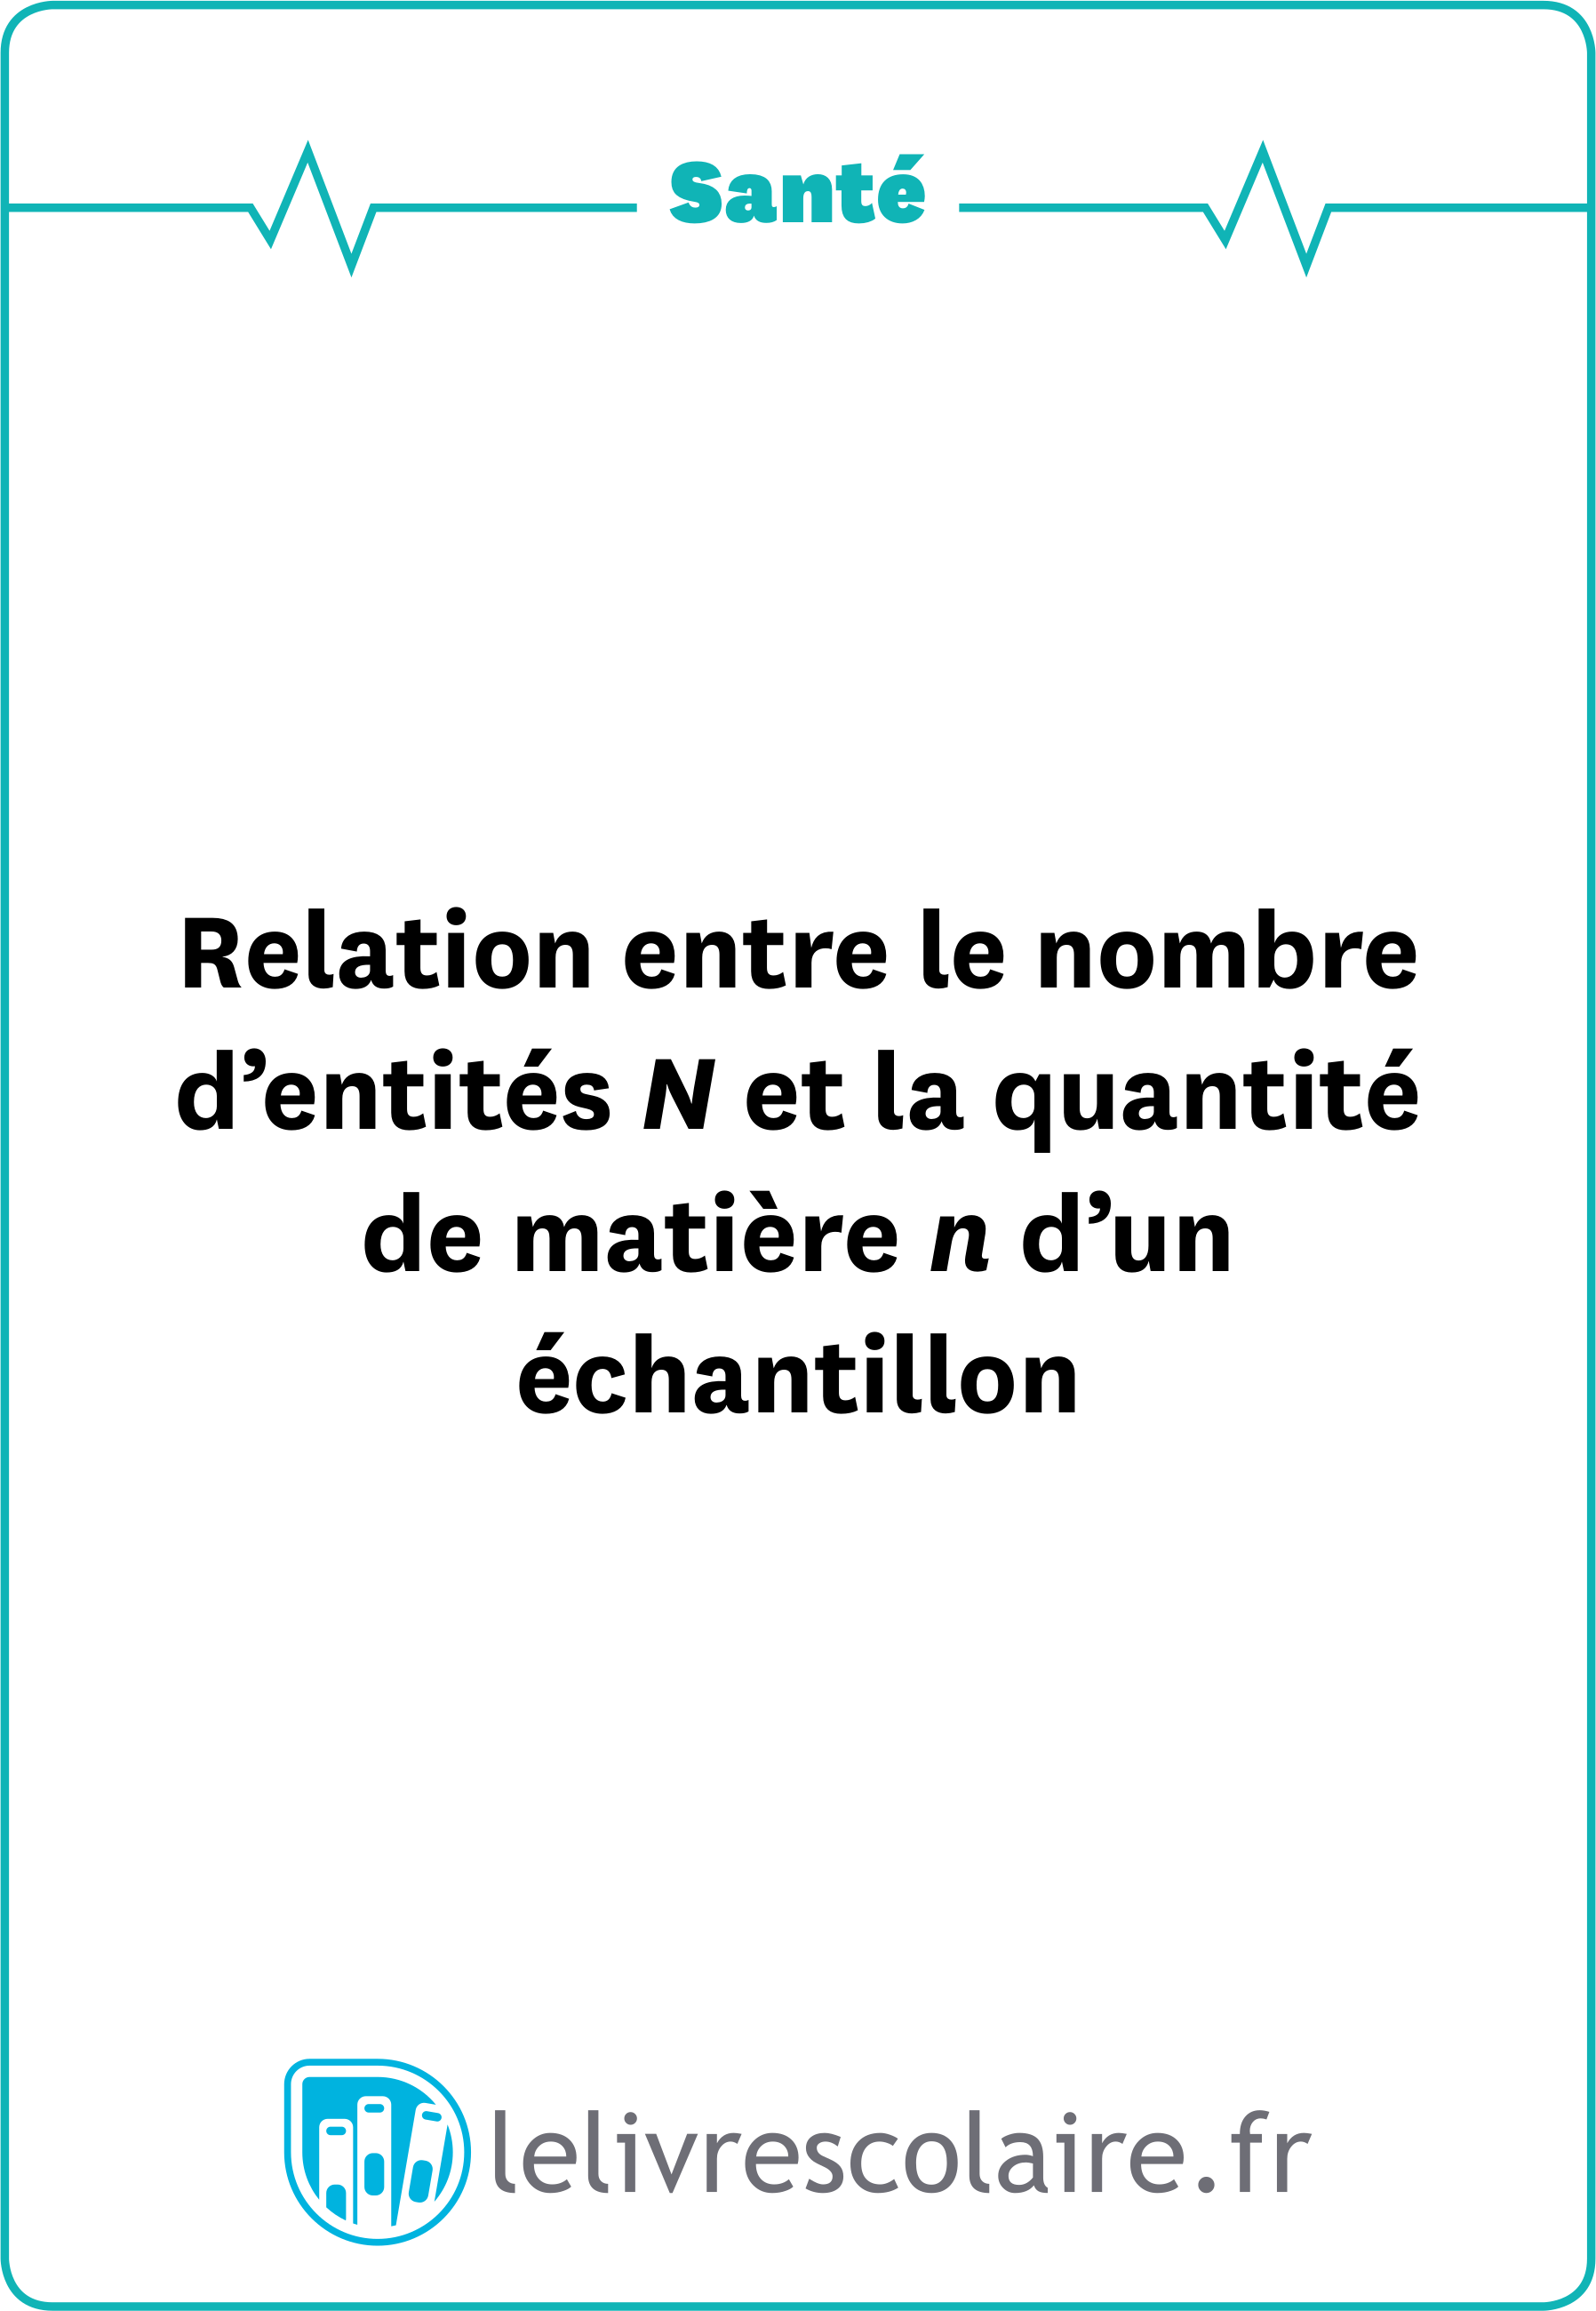 Santé
Relation entre le nombre
d’entités N et la quantité
de matière n d’un
échantillon
lelivrescolaire.fr